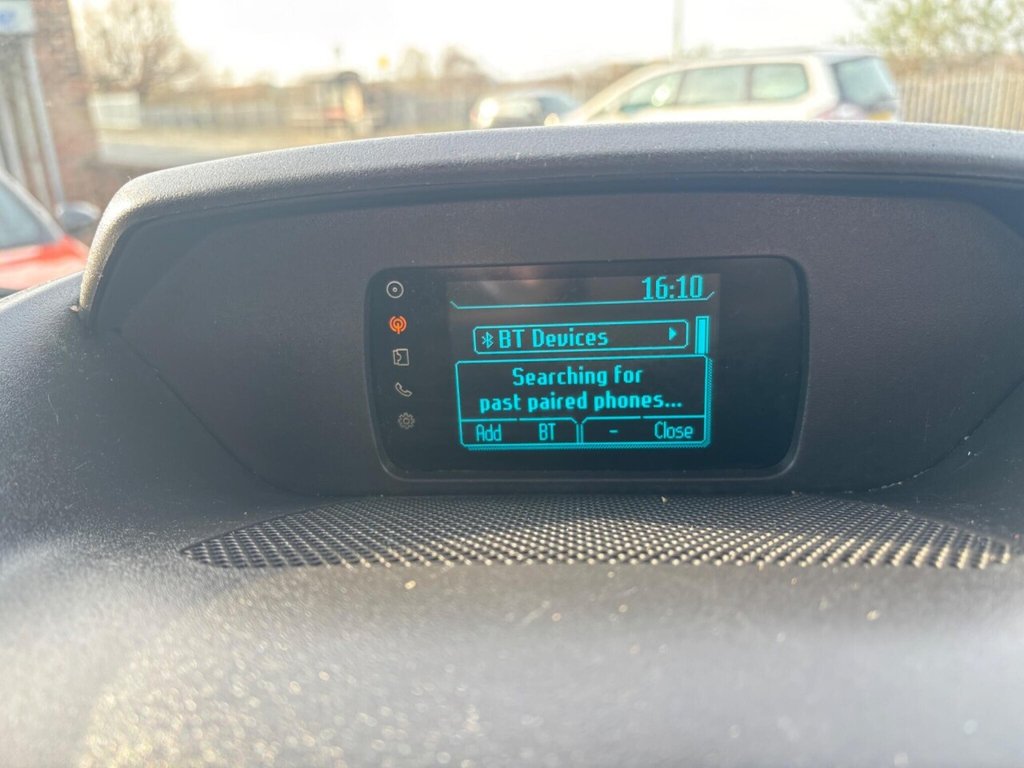 16:10
BT Devices
Searching for
past paired phones...
Add BT - Close